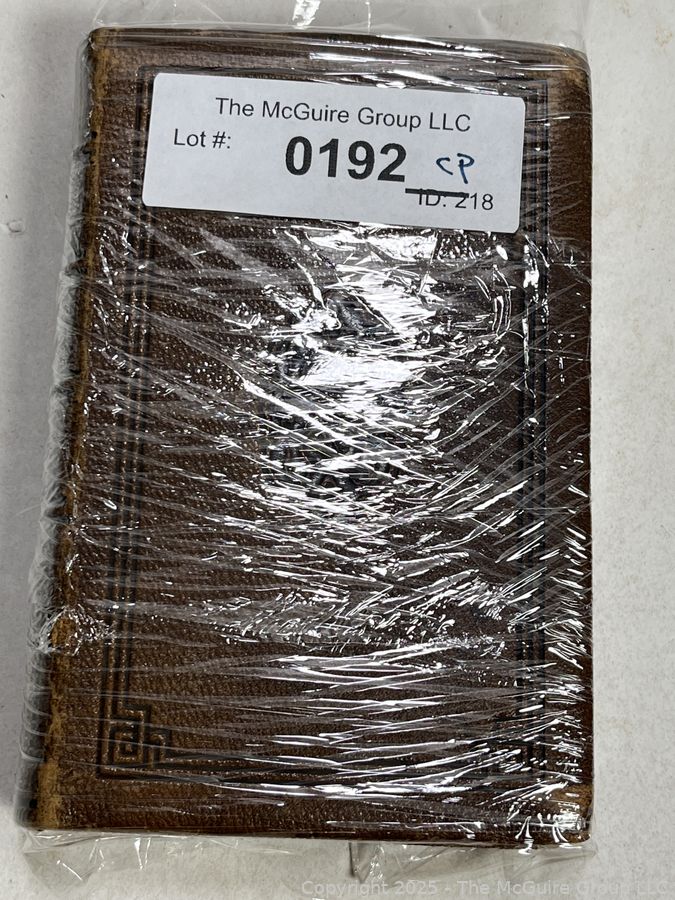 The McGuire Group LLC
Lot #:
0192 CP
ID: 218
Copyright 2025 - The McGuire Group LLC